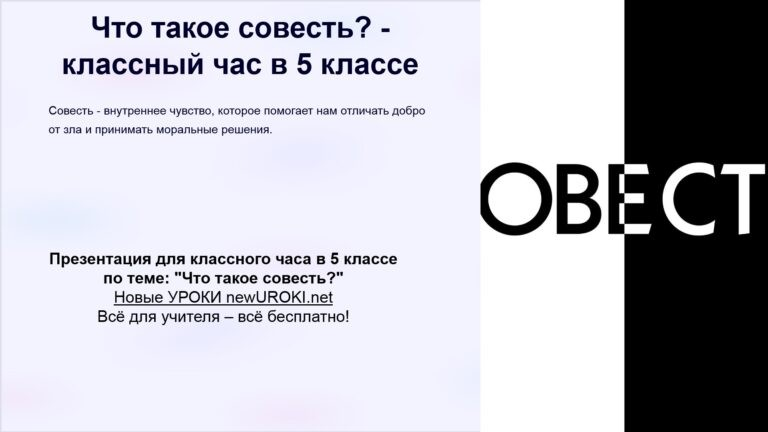 Что такое совесть? -
классный час в 5 классе
Совесть - внутреннее чувство, которое помогает нам отличать добро
от зла и принимать моральные решения.
ОВЕСТ
Презентация для классного часа в 5 классе
по теме: "Что такое совесть?"
Новые УРОКИ newUROKI.net
Всё для учителя – всё бесплатно!